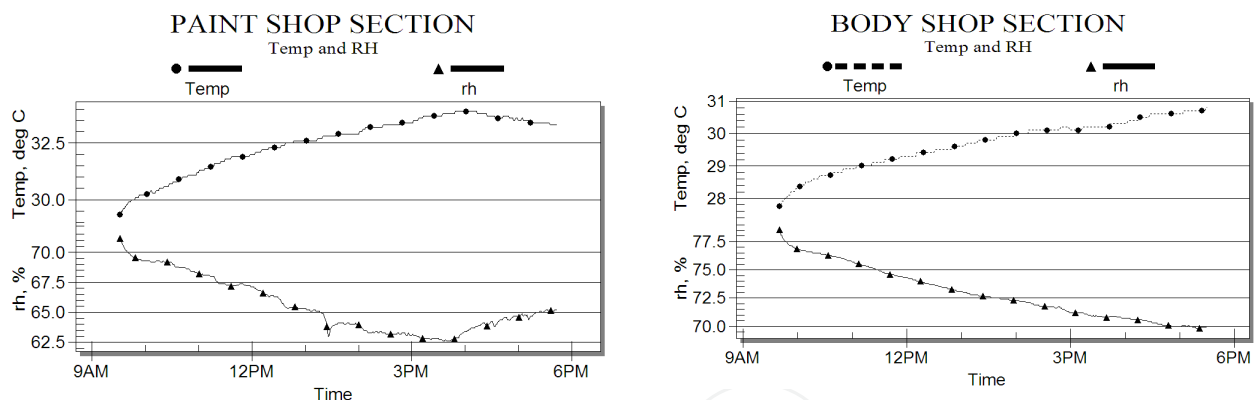 PAINT SHOP SECTION
Temp and RH
Temp
rh
Temp, deg C
32.5
30.0
rh, %
70.0
67.5
65.0
62.5
9AM
12PM
3PM
6PM
Time
BODY SHOP SECTION
Temp and RH
Temp
rh
Temp, deg C
31
30
29
28
rh, %
77.5
75.0
72.5
70.0
9AM
12PM
3PM
6PM
Time